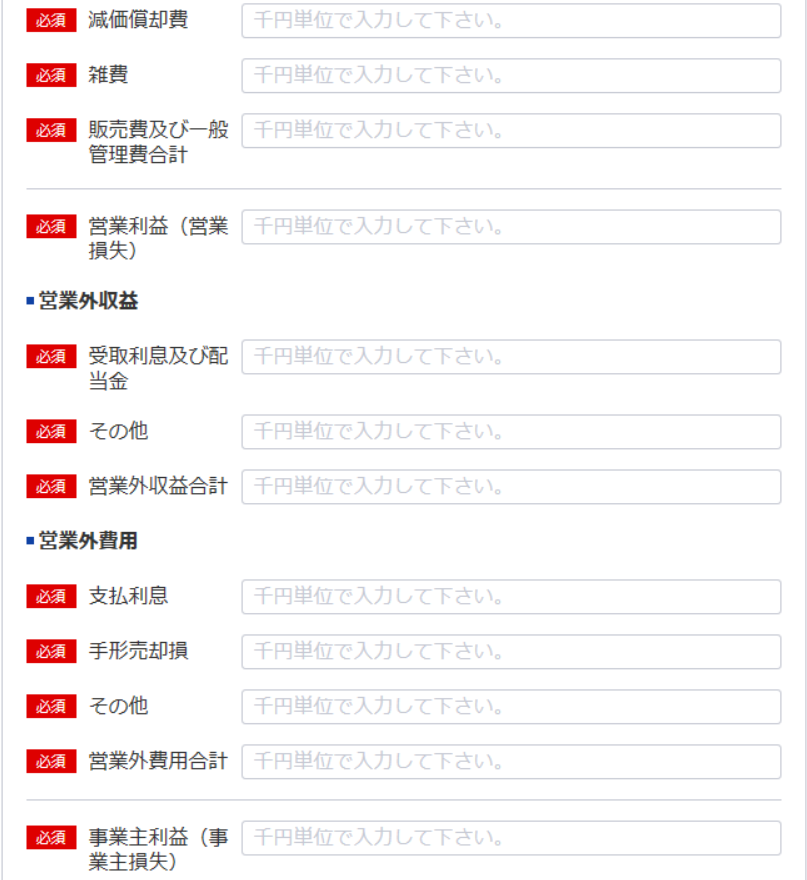 必須 減価償却費 千円単位で入力して下さい。
必須 雑費 千円単位で入力して下さい。
必須 販売費及び一般 千円単位で入力して下さい。
管理費合計
必須 営業利益（営業 千円単位で入力して下さい。
損失）
営業外収益
必須 受取利息及び配 千円単位で入力して下さい。
当金
必須 その他 千円単位で入力して下さい。
必須 営業外収益合計 千円単位で入力して下さい。
営業外費用
必須 支払利息 千円単位で入力して下さい。
必須 手形売却損 千円単位で入力して下さい。
必須 その他 千円単位で入力して下さい。
必須 営業外費用合計 千円単位で入力して下さい。
必須 事業主利益（事 千円単位で入力して下さい。
業主損失）